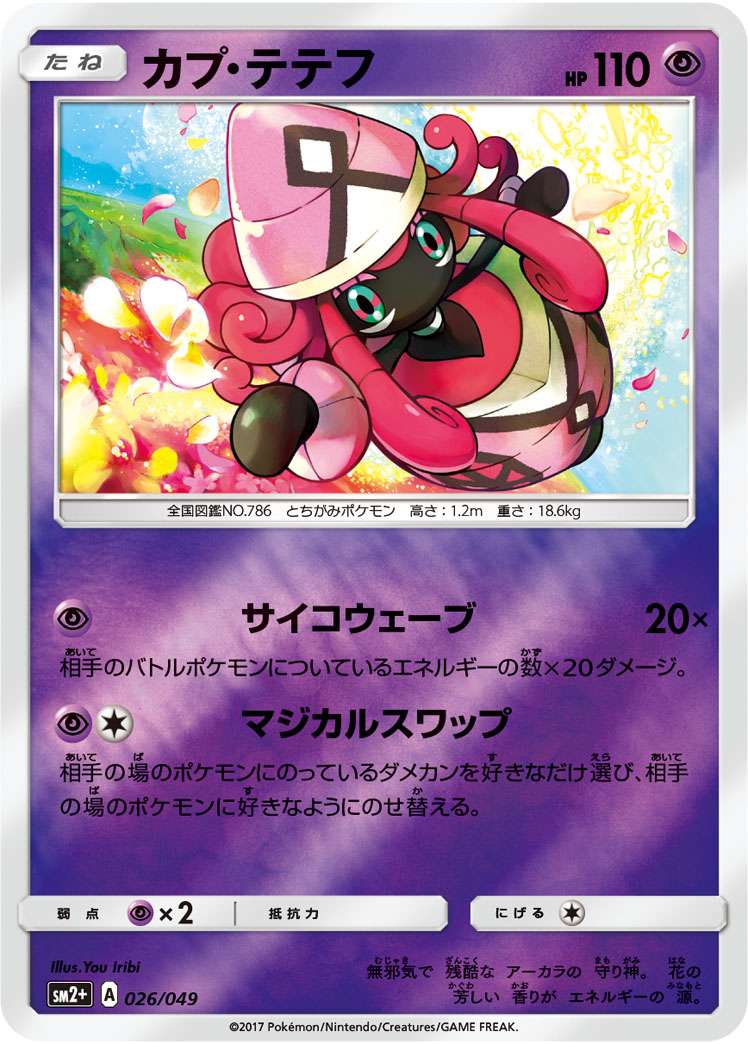 たね カプ・テテフ HP 110
全国図鑑NO.786 とちがみポケモン 高さ：1.2m 重さ：18.6kg
サイコウェーブ 20×
相手のバトルポケモンについているエネルギーの数×20ダメージ。
マジカルスワップ
相手の場のポケモンにのっているダメカンを好きなだけ選び、相手
の場のポケモンに好きなようにのせ替える。
弱点 ×2 抵抗力 にげる
Illus.You Iribi
SM2+ A 026/049
無邪気で 残酷な アーカラの 守り神。 花の
芳しい 香りが エネルギーの 源。
©2017 Pokémon/Nintendo/Creatures/GAME FREAK.